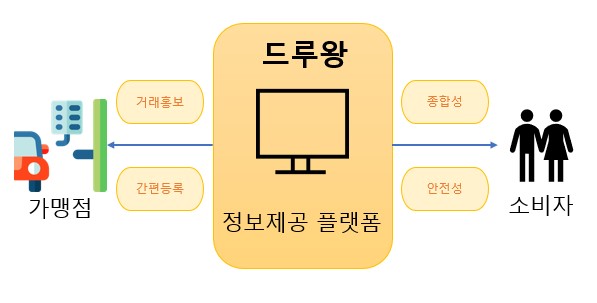 드루왕
거래홍보
종합성
간편등록
안전성
가맹점
정보제공 플랫폼
소비자